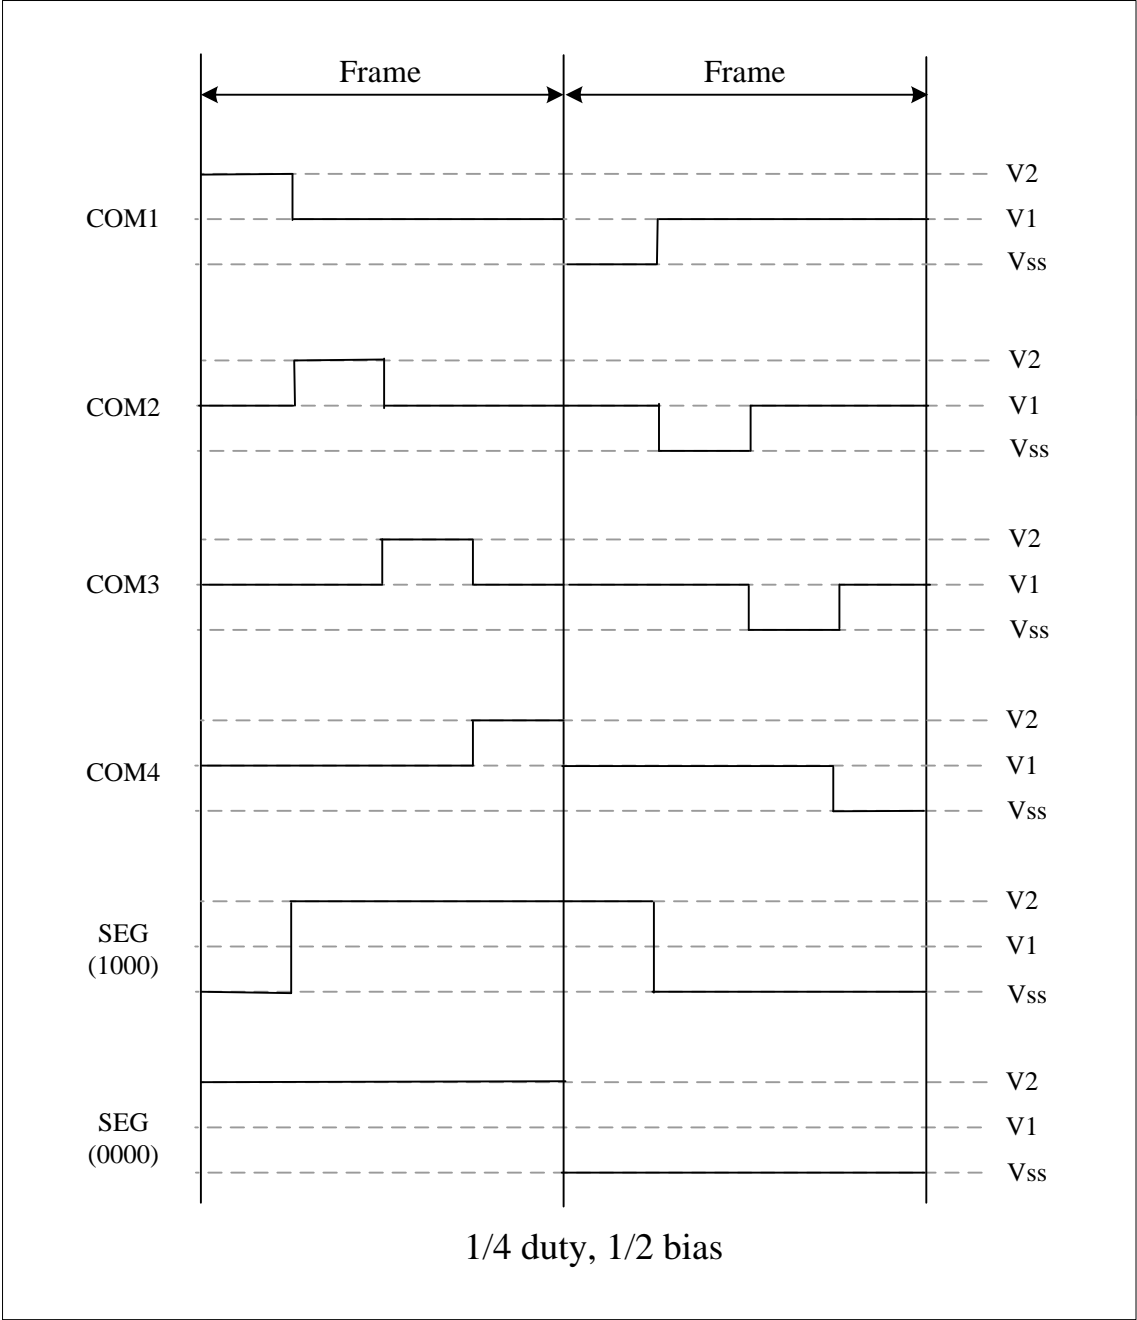 Frame Frame
V2
COM1 V1
Vss
V2
COM2 V1
Vss
V2
COM3 V1
Vss
V2
COM4 V1
Vss
V2
SEG
(1000)
V1
Vss
V2
SEG
(0000)
V1
Vss
1/4 duty, 1/2 bias